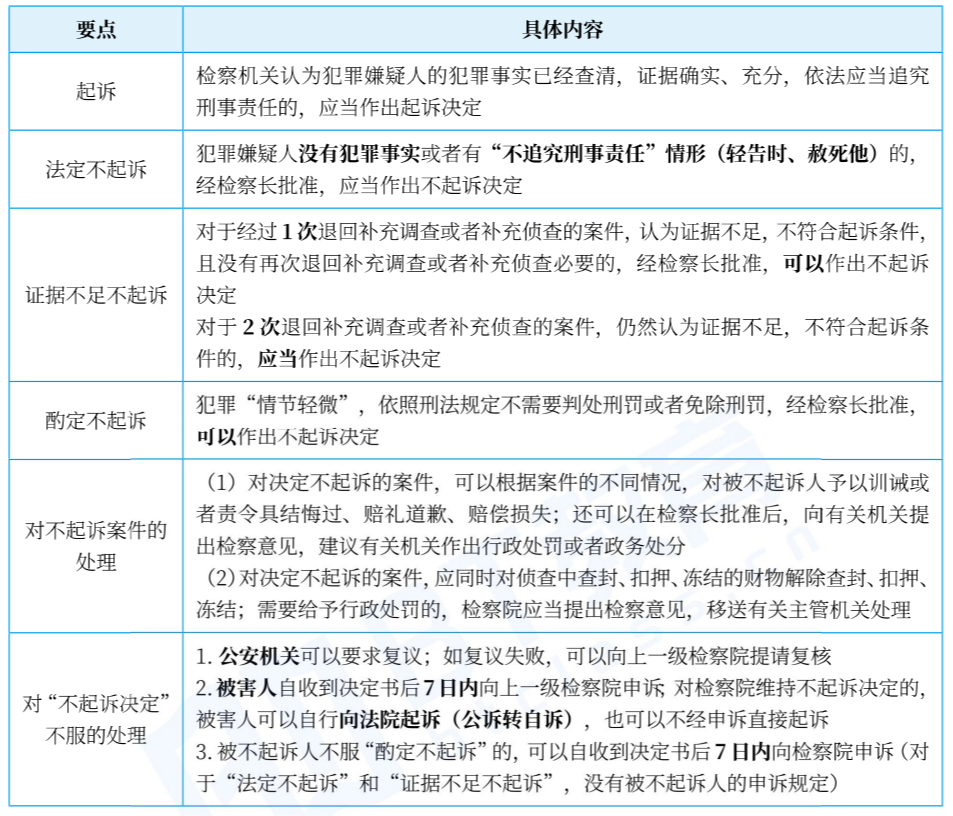 要点
具体内容
起诉
检察机关认为犯罪嫌疑人的犯罪事实已经查清，证据确实、充分，依法应当追究
刑事责任的，应当作出起诉决定
法定不起诉
犯罪嫌疑人没有犯罪事实或者有“不追究刑事责任”情形（轻告时、赦死他）的，
经检察长批准，应当作出不起诉决定
证据不足不起诉
对于经过1次退回补充调查或者补充侦查的案件，认为证据不足，不符合起诉条件，
且没有再次退回补充调查或者补充侦查必要的，经检察长批准，可以作出不起诉
决定
对于2次退回补充调查或者补充侦查的案件，仍然认为证据不足，不符合起诉条
件的，应当作出不起诉决定
酌定不起诉
犯罪“情节轻微”，依照刑法规定不需要判处刑罚或者免除刑罚，经检察长批准，
可以作出不起诉决定
对不起诉案件的
处理
（1）对决定不起诉的案件，可以根据案件的不同情况，对被不起诉人予以训诫或
者责令具结悔过、赔礼道歉、赔偿损失；还可以在检察长批准后，向有关机关提
出检察意见，建议有关机关作出行政处罚或者政务处分
（2）对决定不起诉的案件，应同时对侦查中查封、扣押、冻结的财物解除查封、扣押、
冻结；需要给予行政处罚的，检察院应当提出检察意见，移送有关主管机关处理
对“不起诉决定”
不服的处理
1. 公安机关可以要求复议；如复议失败，可以向上一级检察院提请复核
2.被害人自收到决定书后7日内向上一级检察院申诉；对检察院维持不起诉决定的，
被害人可以自行向法院起诉（公诉转自诉），也可以不经申诉直接起诉
3. 被不起诉人不服“酌定不起诉”的，可以自收到决定书后7日内向检察院申诉（对
于“法定不起诉”和“证据不足不起诉”，没有被不起诉人的申诉规定）